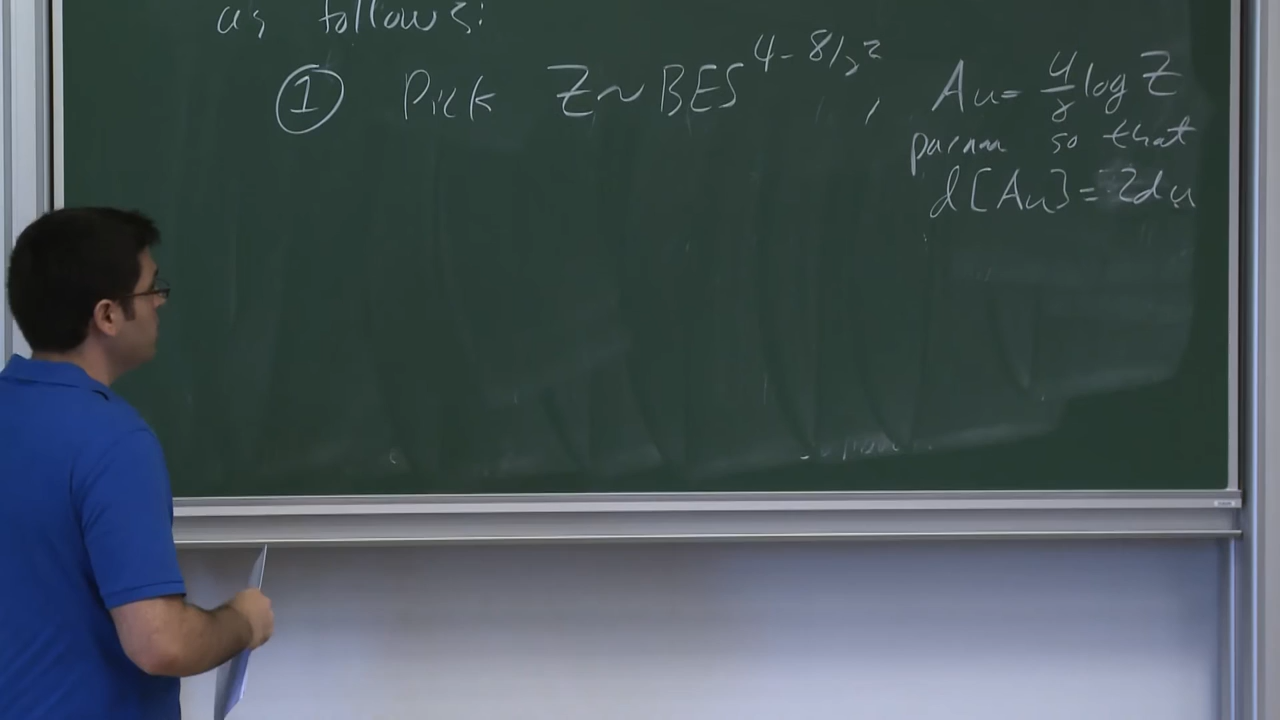 as follows:
① Pick Z ~ BES^{4-8/γ²}, A_u = 4/γ log Z
param so that
d[A_u] = 2du